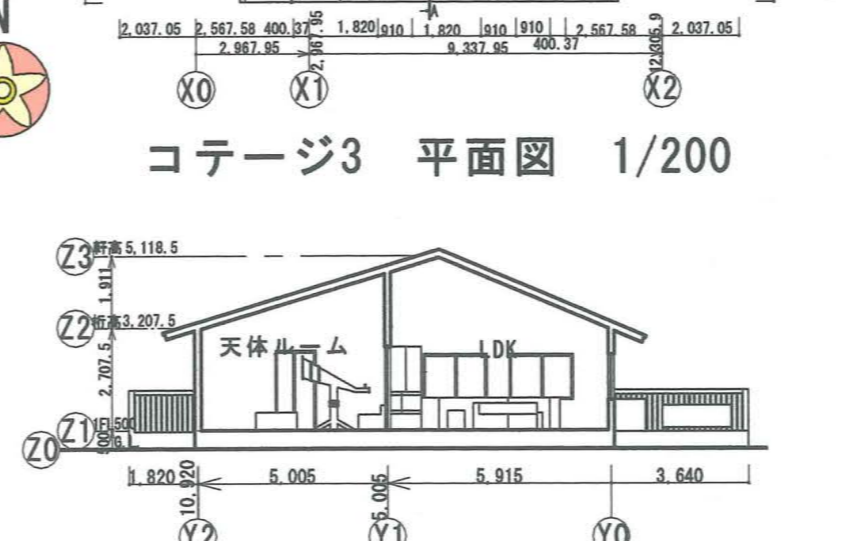 N
A
2,037.05 2,567.58 400.37 2,967.95 1,820 910 1,820 910 910 2,567.58 12,305.9 2,037.05
2,967.95 9,337.95 400.37
X0 X1 X2
コテージ3 平面図 1/200
Z3 軒高5,118.5
1,911
Z2 桁高3,207.5
天体ルーム LDK
2,707.5
Z1 1FL500
500
Z0 G
1,820 10,920 5,005 5,005 5,915 3,640
Y2 Y1 Y0